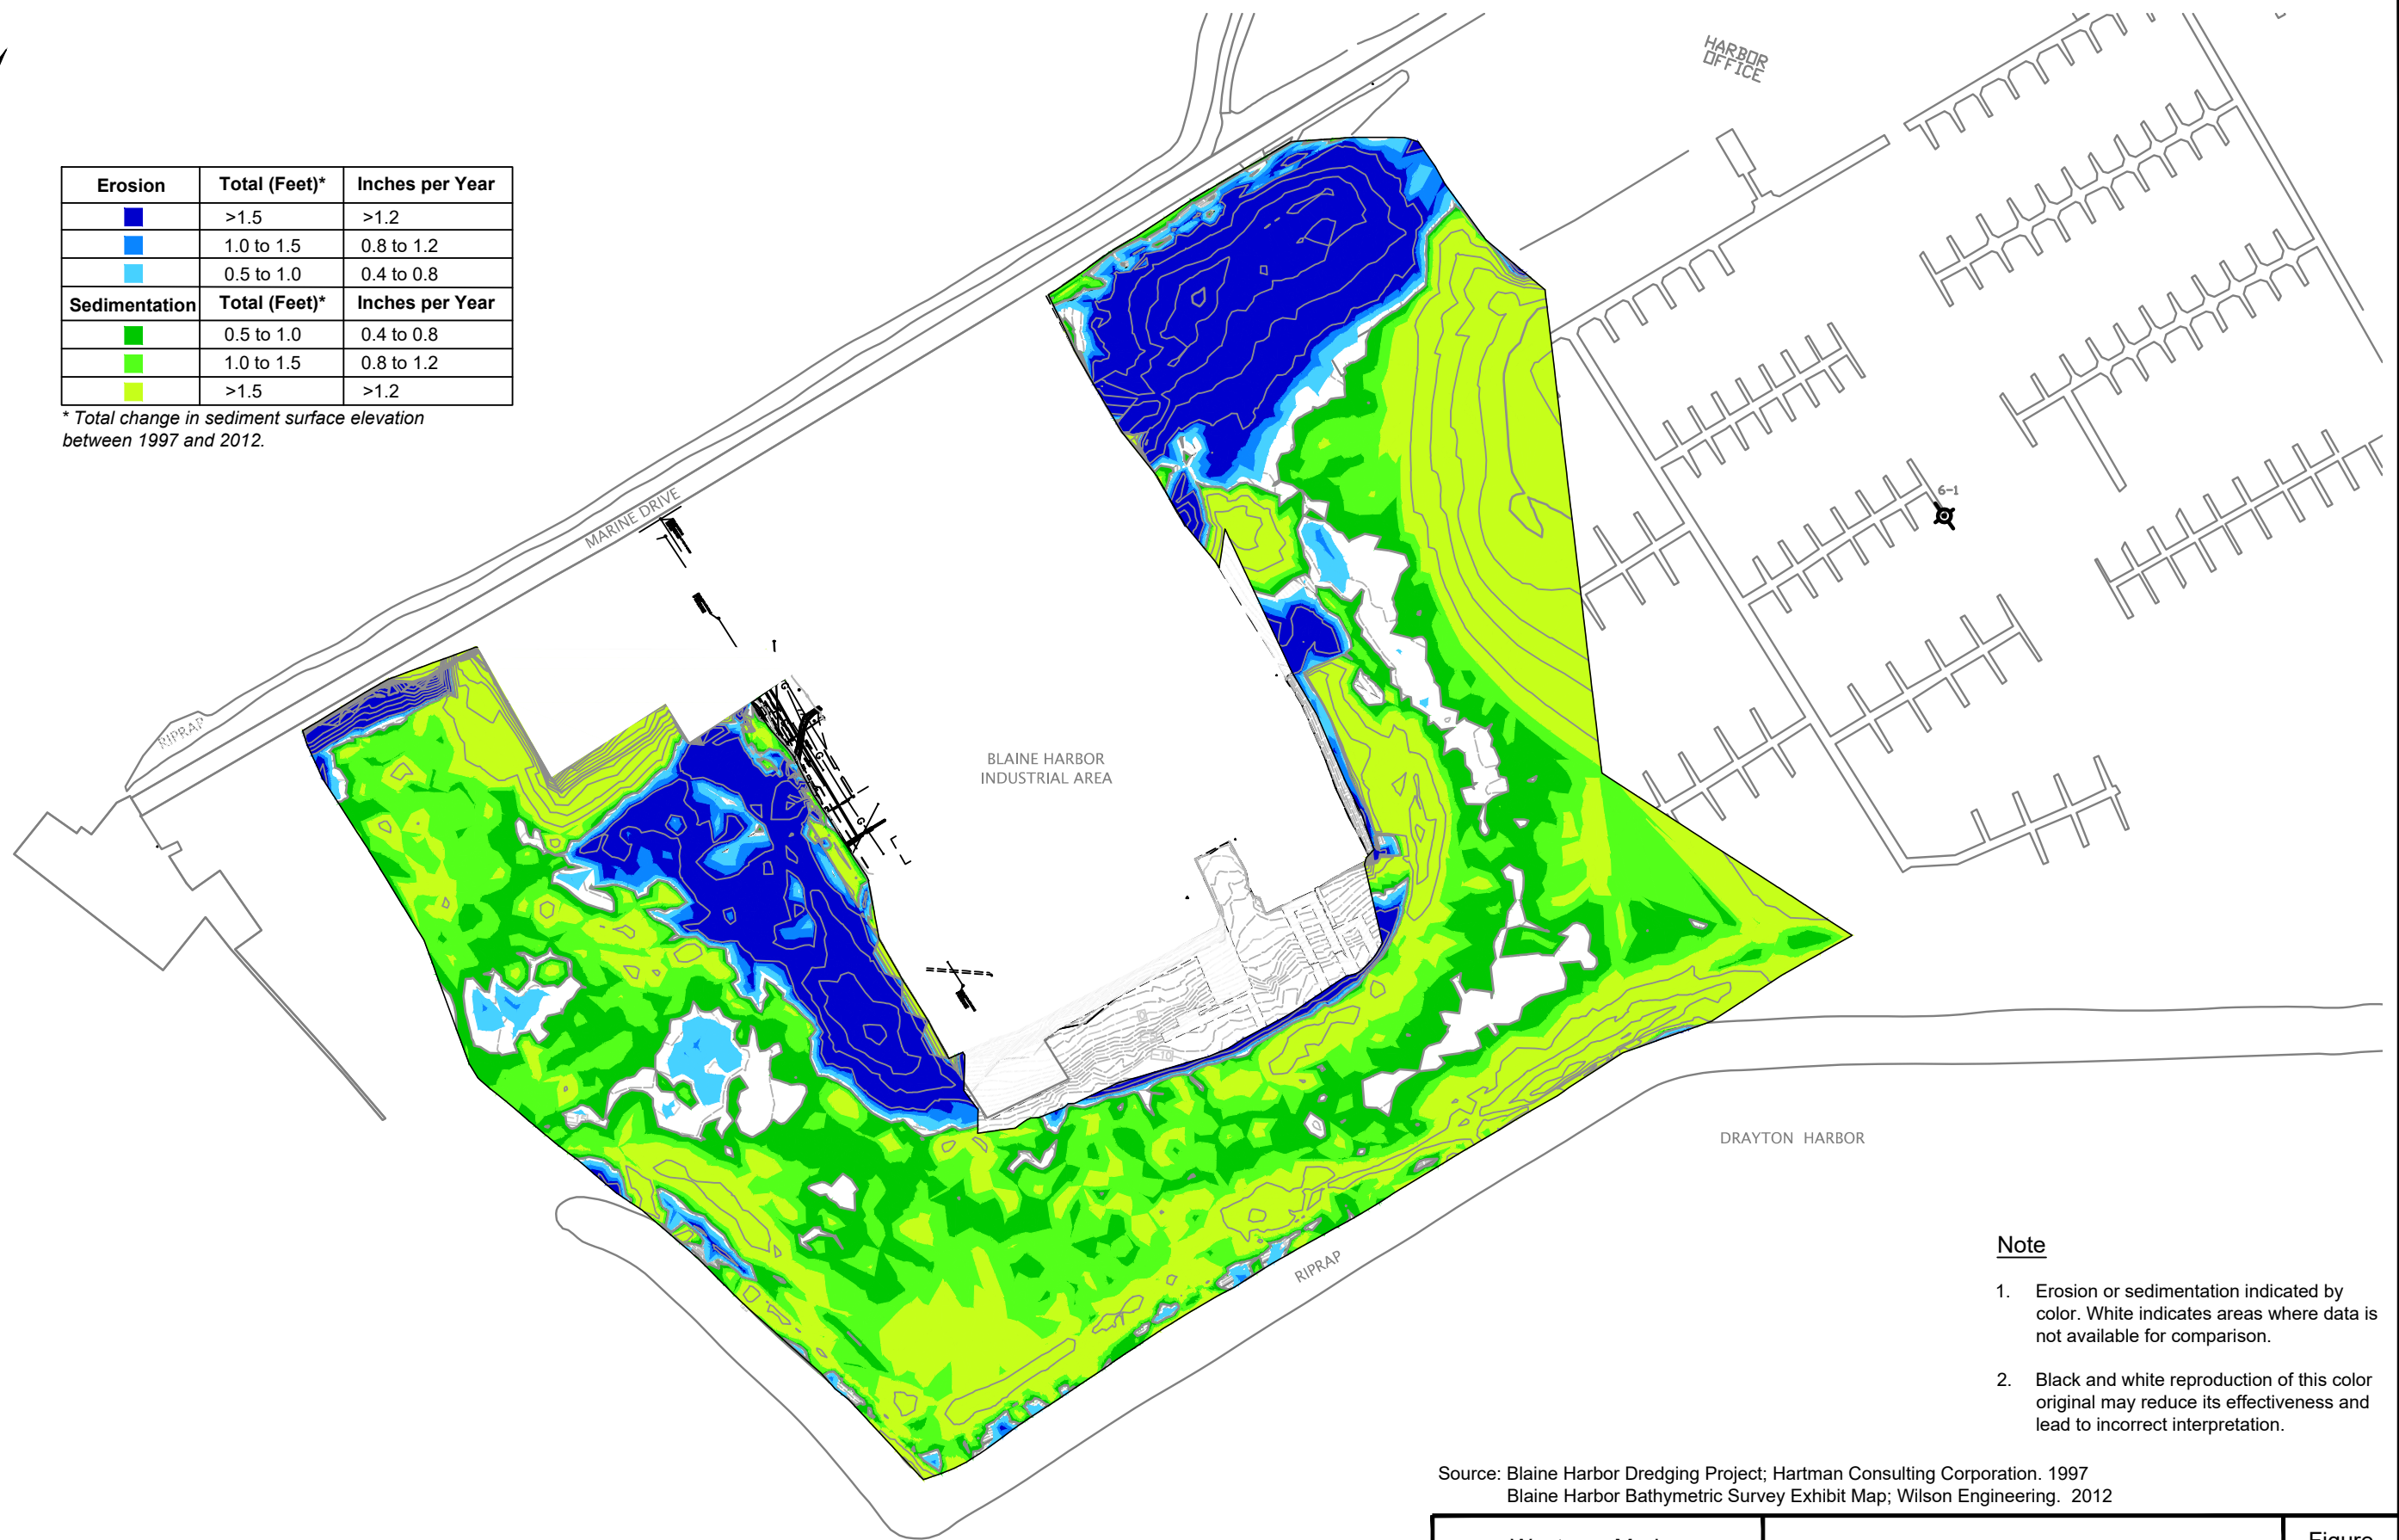 HARBOR
OFFICE
Erosion Total (Feet)* Inches per Year
>1.5 >1.2
1.0 to 1.5 0.8 to 1.2
0.5 to 1.0 0.4 to 0.8
Sedimentation Total (Feet)* Inches per Year
0.5 to 1.0 0.4 to 0.8
1.0 to 1.5 0.8 to 1.2
>1.5 >1.2
* Total change in sediment surface elevation
between 1997 and 2012.
MARINE DRIVE
6-1
RIPRAP
BLAINE HARBOR
INDUSTRIAL AREA
DRAYTON HARBOR
RIPRAP
Note
1. Erosion or sedimentation indicated by
color. White indicates areas where data is
not available for comparison.
2. Black and white reproduction of this color
original may reduce its effectiveness and
lead to incorrect interpretation.
Source: Blaine Harbor Dredging Project; Hartman Consulting Corporation. 1997
Blaine Harbor Bathymetric Survey Exhibit Map; Wilson Engineering. 2012
Figure